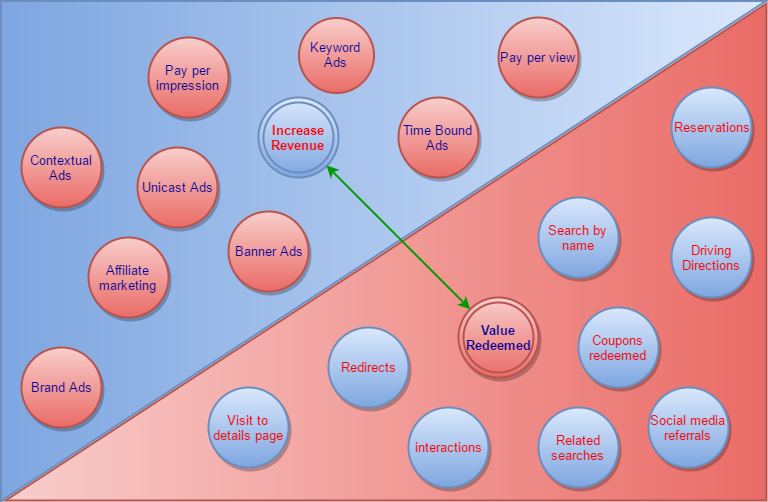 Keyword
Ads
Pay per view
Pay per
impression
Increase
Revenue
Time Bound
Ads
Reservations
Contextual
Ads
Unicast Ads
Banner Ads
Search by
name
Driving
Directions
Affiliate
marketing
Value
Redeemed
Coupons
redeemed
Redirects
Brand Ads
Visit to
details page
interactions
Related
searches
Social media
referrals